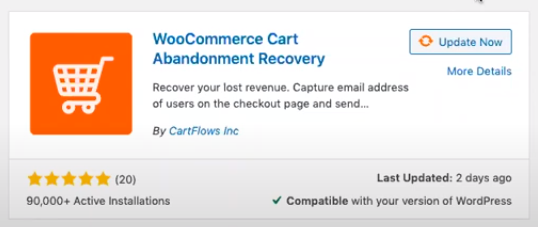 WooCommerce Cart
Abandonment Recovery
Update Now
More Details
Recover your lost revenue. Capture email address
of users on the checkout page and send...
By CartFlows Inc
(20)
Last Updated: 2 days ago
90,000+ Active Installations
Compatible with your version of WordPress